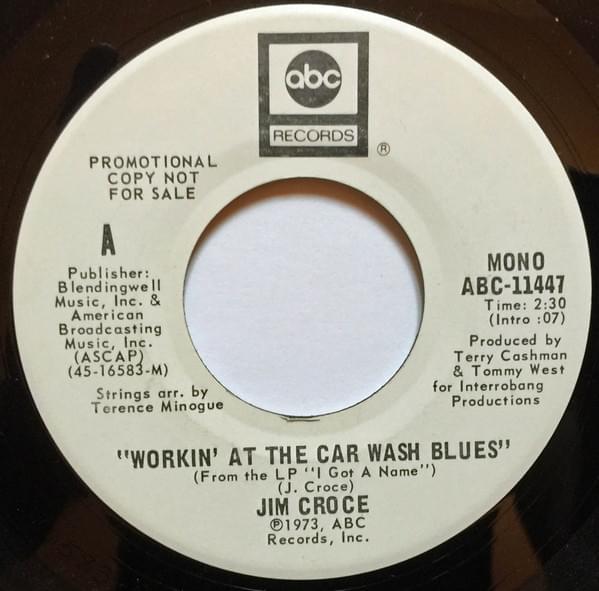 abc
RECORDS
®
PROMOTIONAL
COPY NOT
FOR SALE
A
Publisher:
Blendingwell
Music, Inc. &
American
Broadcasting
Music, Inc.
(ASCAP)
(45-16583-M)
Strings arr. by
Terence Minogue
MONO
ABC-11447
Time: 2:30
(Intro :07)
Produced by
Terry Cashman
& Tommy West
for Interrobang
Productions
"WORKIN' AT THE CAR WASH BLUES"
(From the LP "I Got A Name")
(J. Croce)
JIM CROCE
℗1973, ABC
Records, Inc.